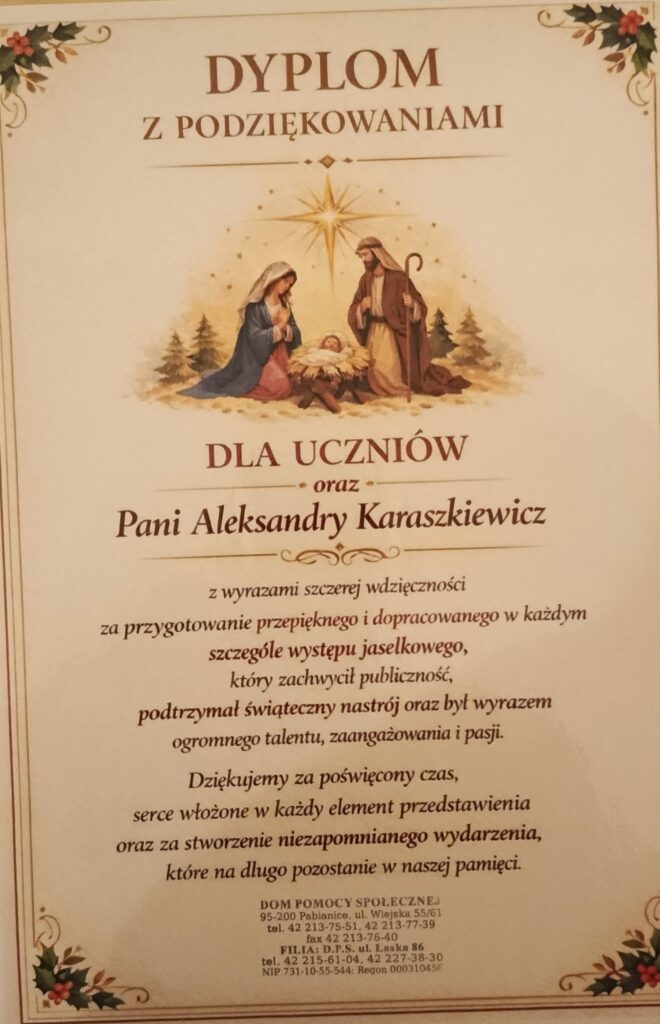 DYPLOM
Z PODZIĘKOWANIAMI
DLA UCZNIÓW
oraz
Pani Aleksandry Karaszkiewicz
z wyrazami szczerej wdzięczności
za przygotowanie przepięknego i dopracowanego w każdym
szczególe występu jasełkowego,
który zachwycił publiczność,
podtrzymał świąteczny nastrój oraz był wyrazem
ogromnego talentu, zaangażowania i pasji.
Dziękujemy za poświęcony czas,
serce włożone w każdy element przedstawienia
oraz za stworzenie niezapomnianego wydarzenia,
które na długo pozostanie w naszej pamięci.
DOM POMOCY SPOŁECZNEJ
95-200 Pabianice, ul. Wiejska 55/61
tel. 42 213-75-51, 42 213-77-39
fax 42 213-76-40
FILIA: D.P.S. ul. Łaska 86
tel. 42 215-61-04, 42 227-38-30
NIP 731-10-55-544; Regon 000310456